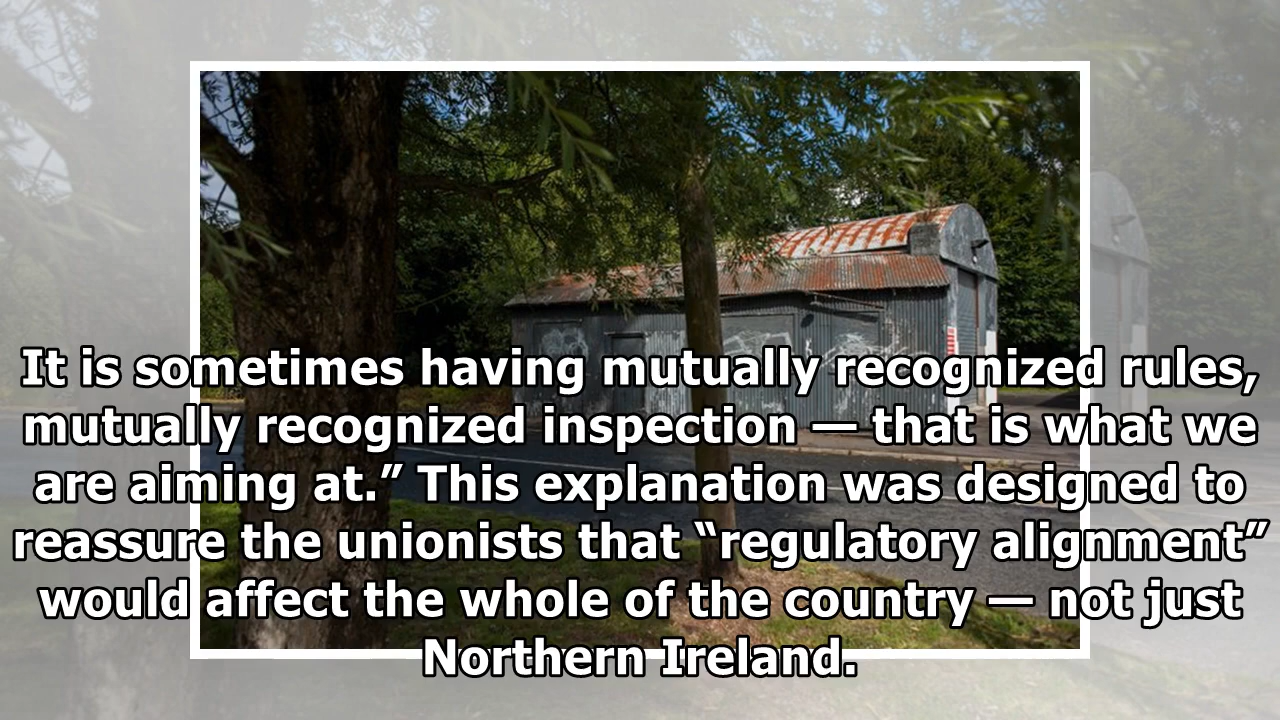 It is sometimes having mutually recognized rules,
mutually recognized inspection — that is what we
are aiming at.” This explanation was designed to
reassure the unionists that “regulatory alignment”
would affect the whole of the country — not just
Northern Ireland.